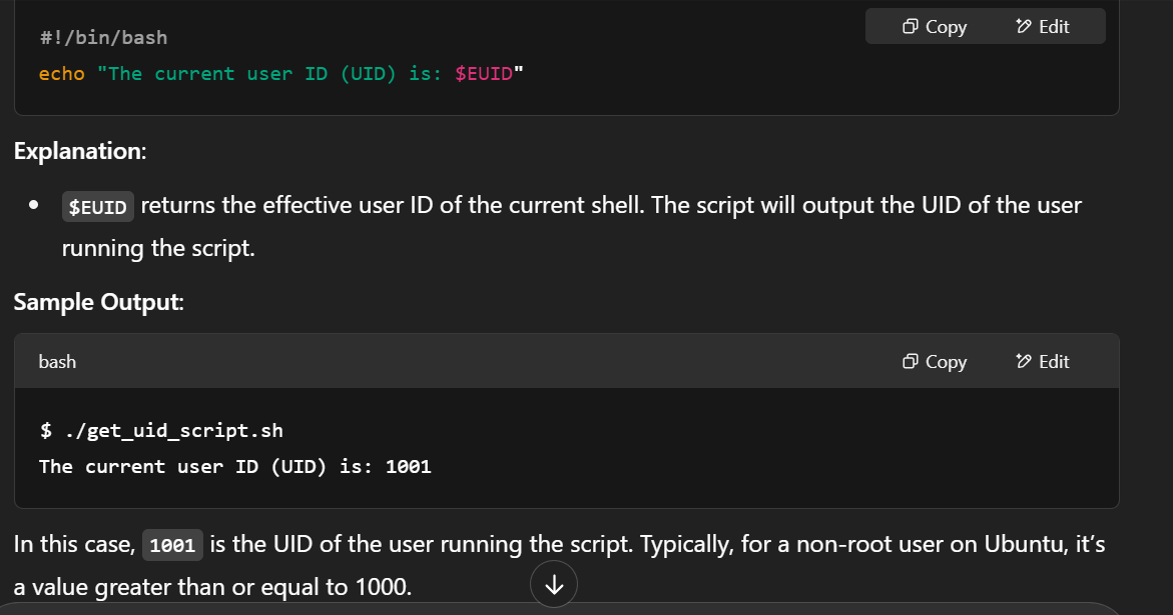 #!/bin/bash
Copy Edit
echo "The current user ID (UID) is: $EUID"
Explanation:
• $EUID returns the effective user ID of the current shell. The script will output the UID of the user
running the script.
Sample Output:
bash Copy Edit
$ ./get_uid_script.sh
The current user ID (UID) is: 1001
In this case, 1001 is the UID of the user running the script. Typically, for a non-root user on Ubuntu, it’s
a value greater than or equal to 1000.